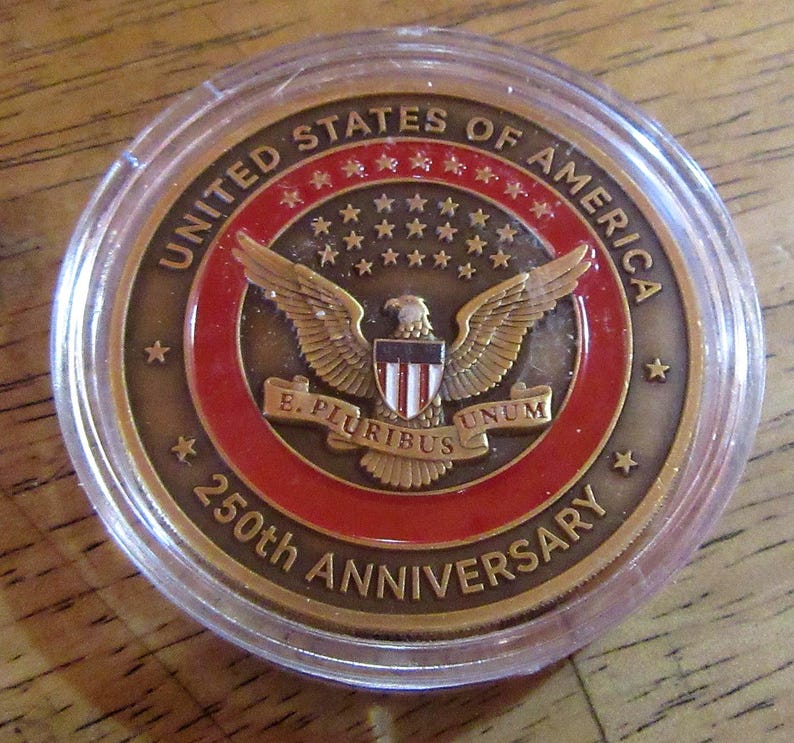 UNITED STATES OF AMERICA
E. PLURIBUS UNUM
250th ANNIVERSARY